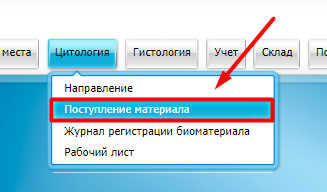 места Цитология Гистология Учет Склад
Направление
Поступление материала
Журнал регистрации биоматериала
Рабочий лист